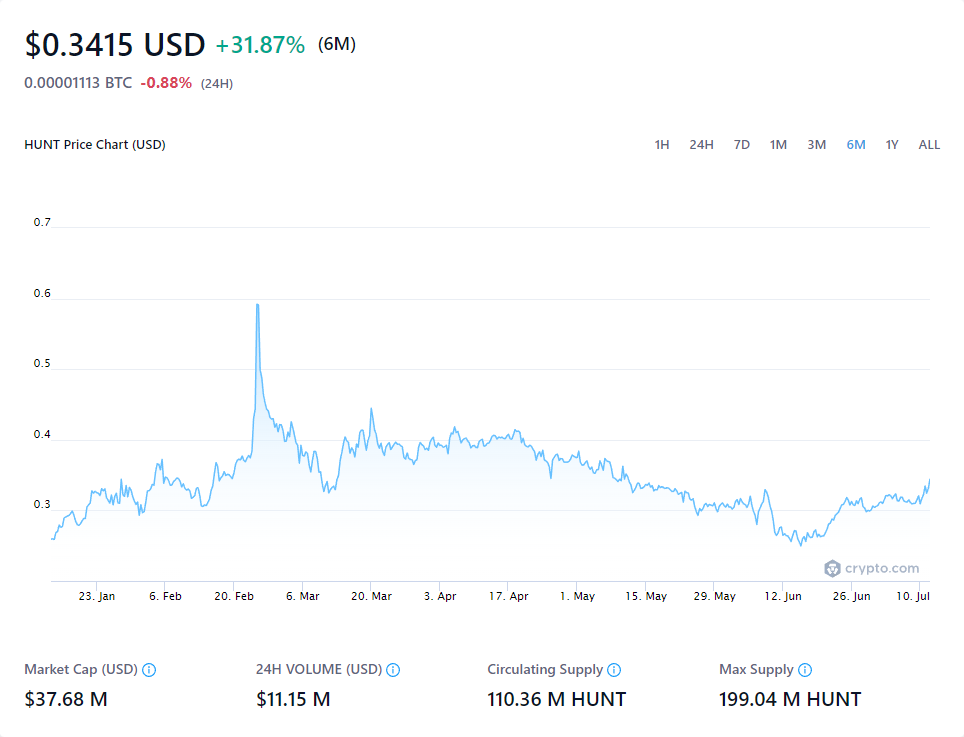 $0.3415 USD +31.87% (6M)
0.00001113 BTC -0.88% (24H)
HUNT Price Chart (USD) 1H 24H 7D 1M 3M 6M 1Y ALL
0.7
0.6
0.5
0.4
0.3
crypto.com
23. Jan 6. Feb 20. Feb 6. Mar 20. Mar 3. Apr 17. Apr 1. May 15. May 29. May 12. Jun 26. Jun 10. Jul
Market Cap (USD) 24H VOLUME (USD) Circulating Supply Max Supply
$37.68 M $11.15 M 110.36 M HUNT 199.04 M HUNT